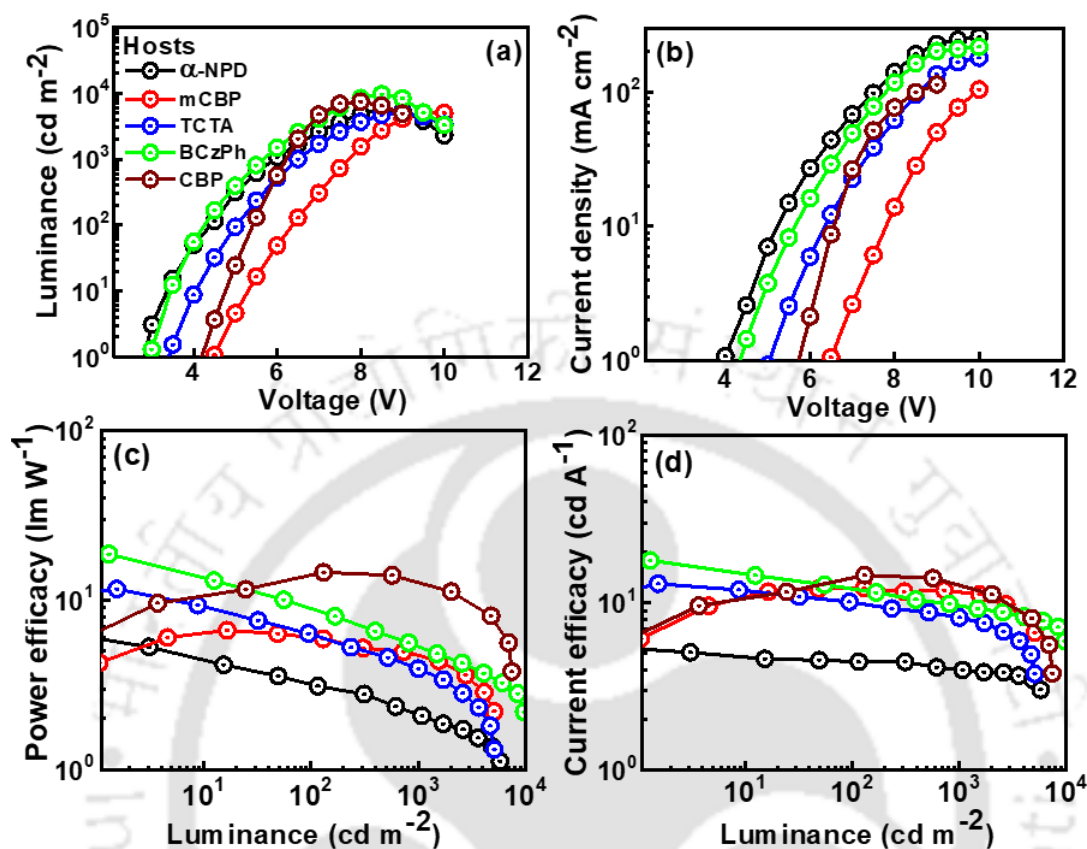 10^5
10^4
10^3
10^2
10^1
10^0
Luminance (cd m^-2)
Hosts
α-NPD
mCBP
TCTA
BCzPh
CBP
(a)
4 6 8 10 12
Voltage (V)
10^2
10^1
10^0
Current density (mA cm^-2)
(b)
4 6 8 10 12
Voltage (V)
10^2
10^1
10^0
Power efficacy (lm W^-1)
(c)
10^1 10^2 10^3 10^4
Luminance (cd m^-2)
10^2
10^1
10^0
Current efficacy (cd A^-1)
(d)
10^1 10^2 10^3 10^4
Luminance (cd m^-2)